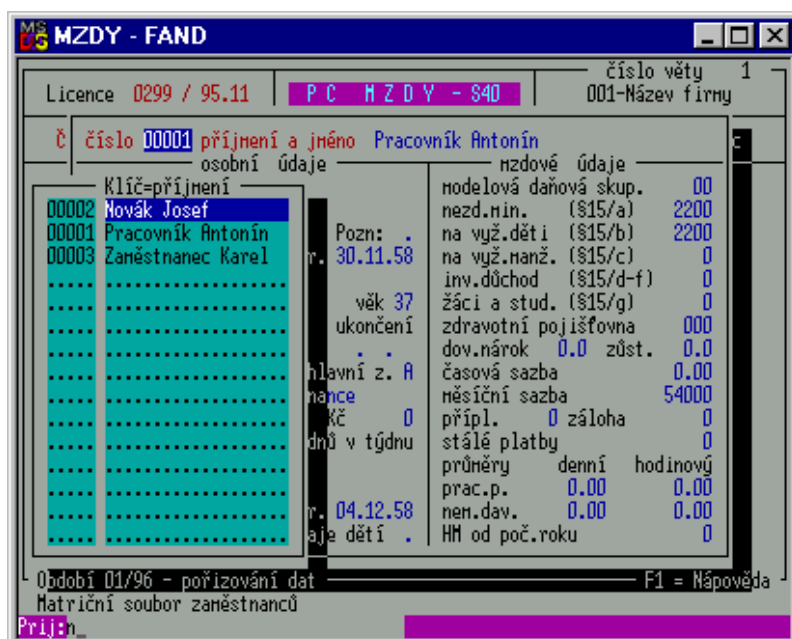 MZDY - FAND
číslo věty 1
Licence 0299 / 95.11 PC MZDY - S40 001-Název firmy
Č číslo 00001 příjmení a jméno Pracovník Antonín
osobní údaje mzdové údaje
Klíč=příjmení modelová daňová skup. 00
00002 Novák Josef nezd.min. (§15/a) 2200
00001 Pracovník Antonín Pozn: . na vyž.děti (§15/b) 2200
00003 Zaměstnanec Karel r. 30.11.58 na vyž.manž. (§15/c) 0
..... .................. inv.důchod (§15/d-f) 0
..... .................. věk 37 žáci a stud. (§15/g) 0
..... .................. ukončení zdravotní pojišťovna 000
..... .................. . . dov.nárok 0.0 zůst. 0.0
..... .................. hlavní z. A časová sazba 0.00
..... .................. nance měsíční sazba 54000
..... .................. Kč 0 přípl. 0 záloha 0
..... .................. dnů v týdnu stálé platby 0
..... .................. průměry denní hodinový
..... .................. prac.p. 0.00 0.00
..... .................. r. 04.12.58 nem.dav. 0.00 0.00
..... .................. aje dětí . HM od poč.roku 0
Období 01/96 - pořizování dat F1 = Nápověda
Matriční soubor zaměstnanců
Prij:n_